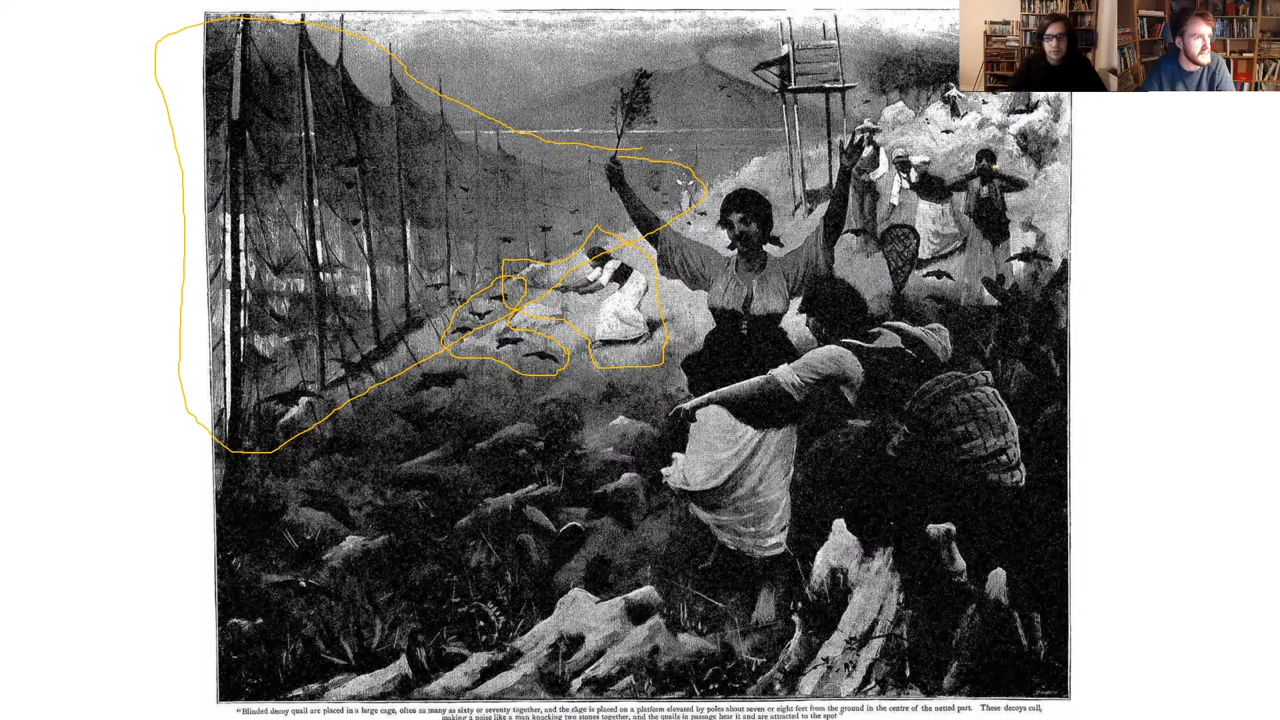 "Blinded decoy quail are placed in a large cage, often as many as sixty or seventy together, and the cage is placed on a platform elevated by poles about seven or eight feet from the ground in the centre of the netted part. These decoys call,
making a noise like a man knocking two stones together, and the quails in passage hear it and are attracted to the spot"